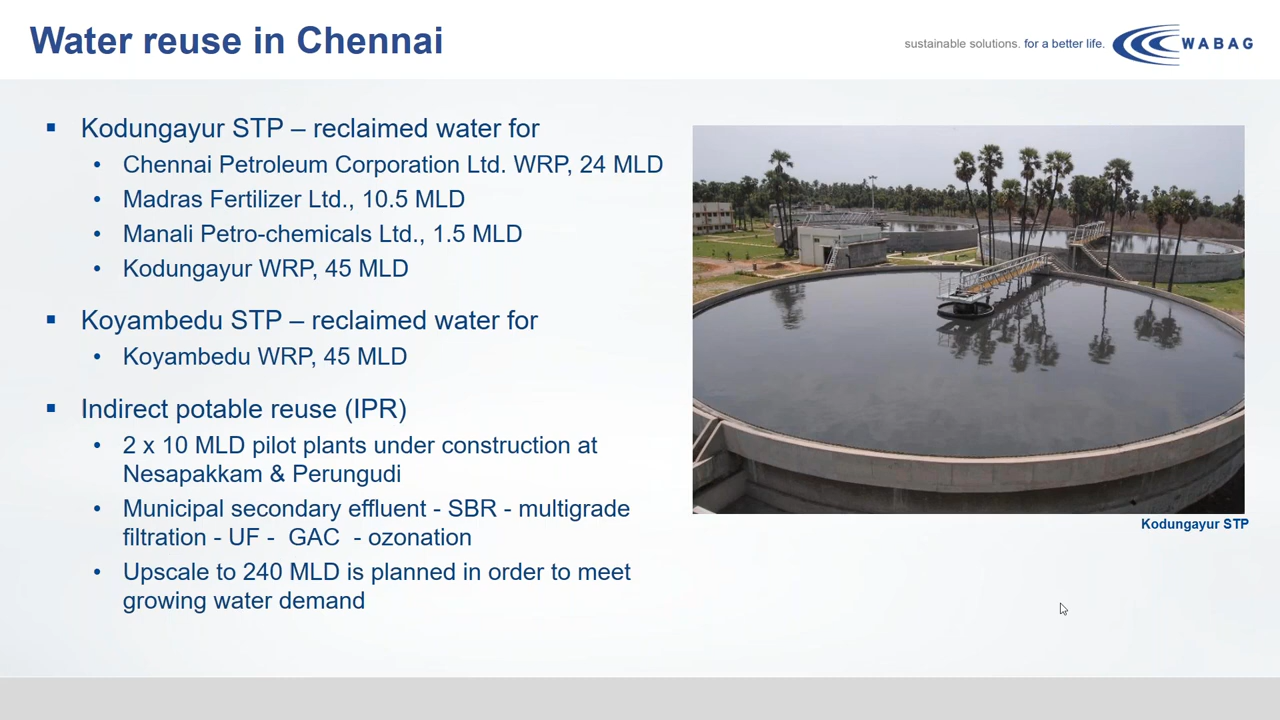 Water reuse in Chennai
sustainable solutions. for a better life.
WABAG
▪ Kodungayur STP – reclaimed water for
• Chennai Petroleum Corporation Ltd. WRP, 24 MLD
• Madras Fertilizer Ltd., 10.5 MLD
• Manali Petro-chemicals Ltd., 1.5 MLD
• Kodungayur WRP, 45 MLD
▪ Koyambedu STP – reclaimed water for
• Koyambedu WRP, 45 MLD
▪ Indirect potable reuse (IPR)
• 2 x 10 MLD pilot plants under construction at
Nesapakkam & Perungudi
• Municipal secondary effluent - SBR - multigrade
filtration - UF - GAC - ozonation
• Upscale to 240 MLD is planned in order to meet
growing water demand
Kodungayur STP